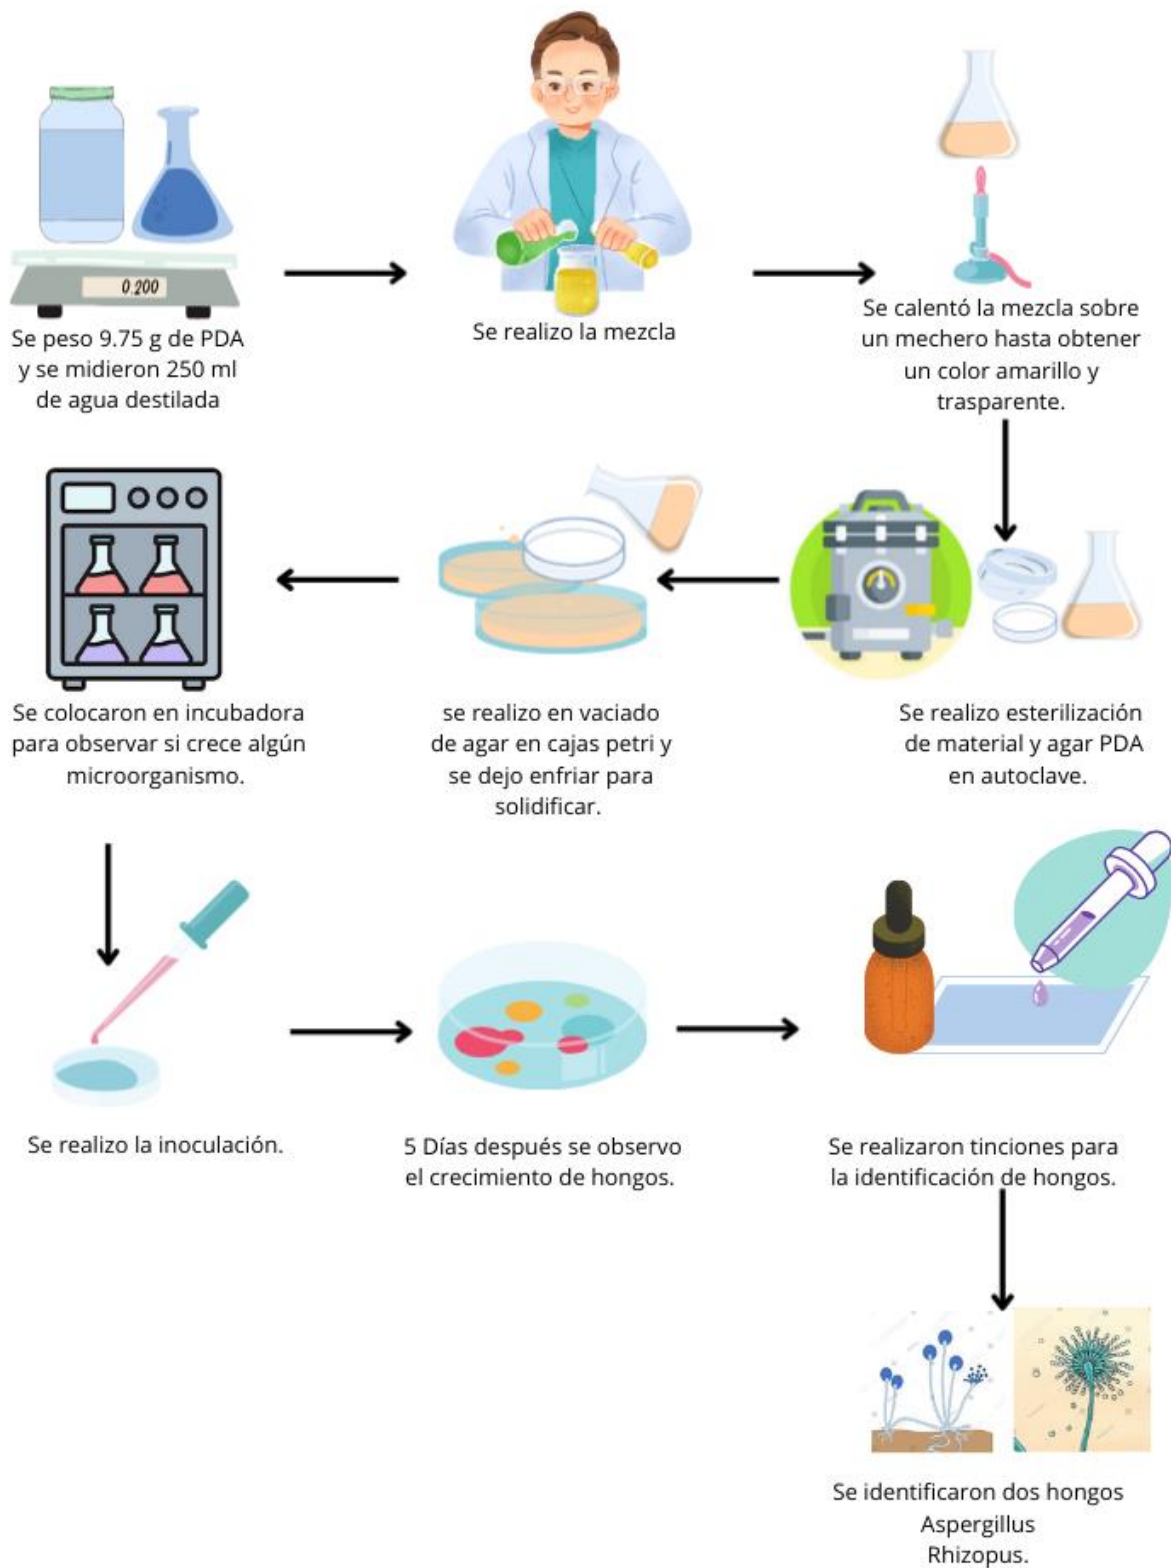 0.200
Se peso 9.75 g de PDA
y se midieron 250 ml
de agua destilada
Se realizo la mezcla
Se calentó la mezcla sobre
un mechero hasta obtener
un color amarillo y
trasparente.
Se realizo esterilización
de material y agar PDA
en autoclave.
se realizo en vaciado
de agar en cajas petri y
se dejo enfriar para
solidificar.
Se colocaron en incubadora
para observar si crece algún
microorganismo.
Se realizo la inoculación.
5 Días después se observo
el crecimiento de hongos.
Se realizaron tinciones para
la identificación de hongos.
Se identificaron dos hongos
Aspergillus
Rhizopus.